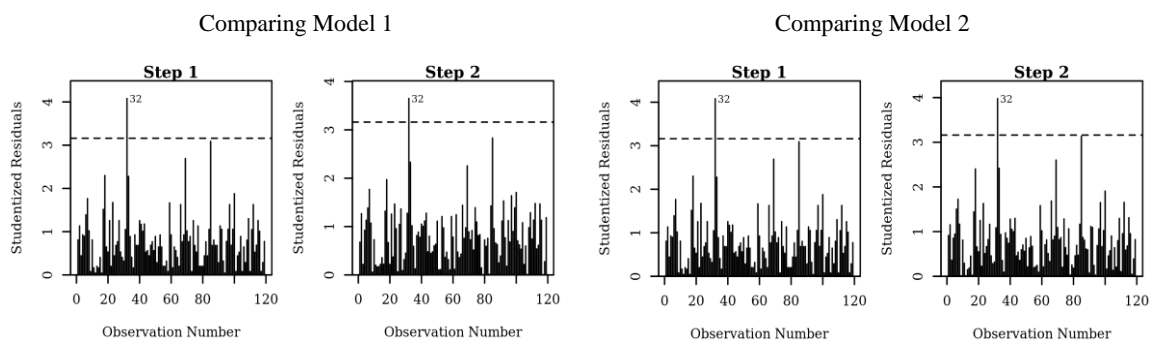 Comparing Model 1
Step 1
Studentized Residuals
0 1 2 3 4
32
0 20 40 60 80 120
Observation Number
Step 2
Studentized Residuals
0 1 2 3 4
32
0 20 40 60 80 120
Observation Number
Comparing Model 2
Step 1
Studentized Residuals
0 1 2 3 4
32
0 20 40 60 80 120
Observation Number
Step 2
Studentized Residuals
0 1 2 3 4
32
0 20 40 60 80 120
Observation Number